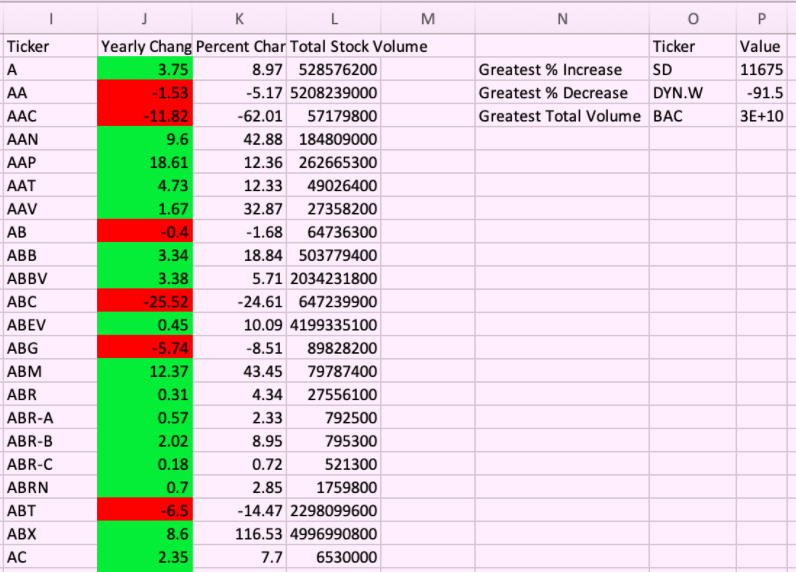 I J K L M N O P
Ticker Yearly Chang Percent Char Total Stock Volume Ticker Value
A 3.75 8.97 528576200 Greatest % Increase SD 11675
AA -1.53 -5.17 5208239000 Greatest % Decrease DYN.W -91.5
AAC -11.82 -62.01 57179800 Greatest Total Volume BAC 3E+10
AAN 9.6 42.88 184809000
AAP 18.61 12.36 262665300
AAT 4.73 12.33 49026400
AAV 1.67 32.87 27358200
AB -0.4 -1.68 64736300
ABB 3.34 18.84 503779400
ABBV 3.38 5.71 2034231800
ABC -25.52 -24.61 647239900
ABEV 0.45 10.09 4199335100
ABG -5.74 -8.51 89828200
ABM 12.37 43.45 79787400
ABR 0.31 4.34 27556100
ABR-A 0.57 2.33 792500
ABR-B 2.02 8.95 795300
ABR-C 0.18 0.72 521300
ABRN 0.7 2.85 1759800
ABT -6.5 -14.47 2298099600
ABX 8.6 116.53 4996990800
AC 2.35 7.7 6530000